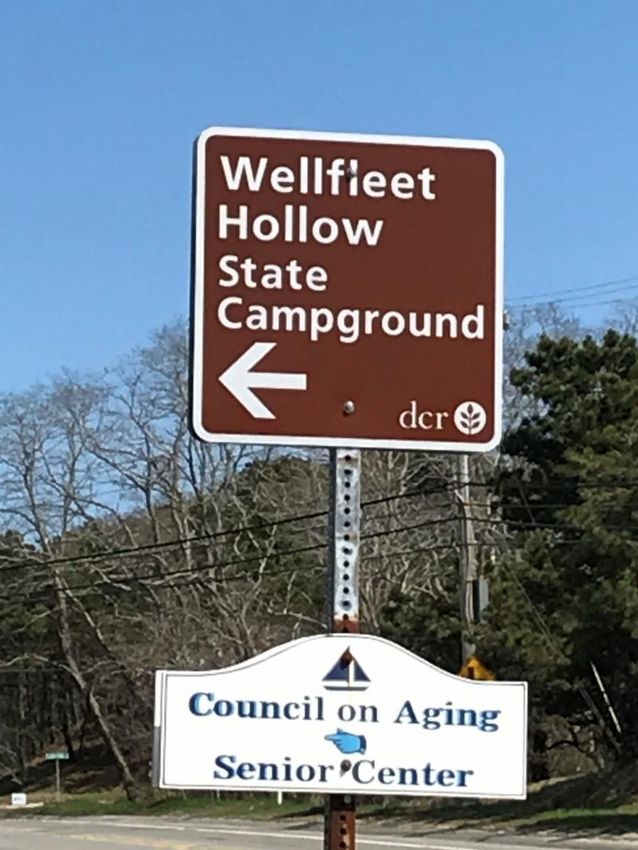 Wellfleet
Hollow
State
Campground
dcr
Council on Aging
Senior Center